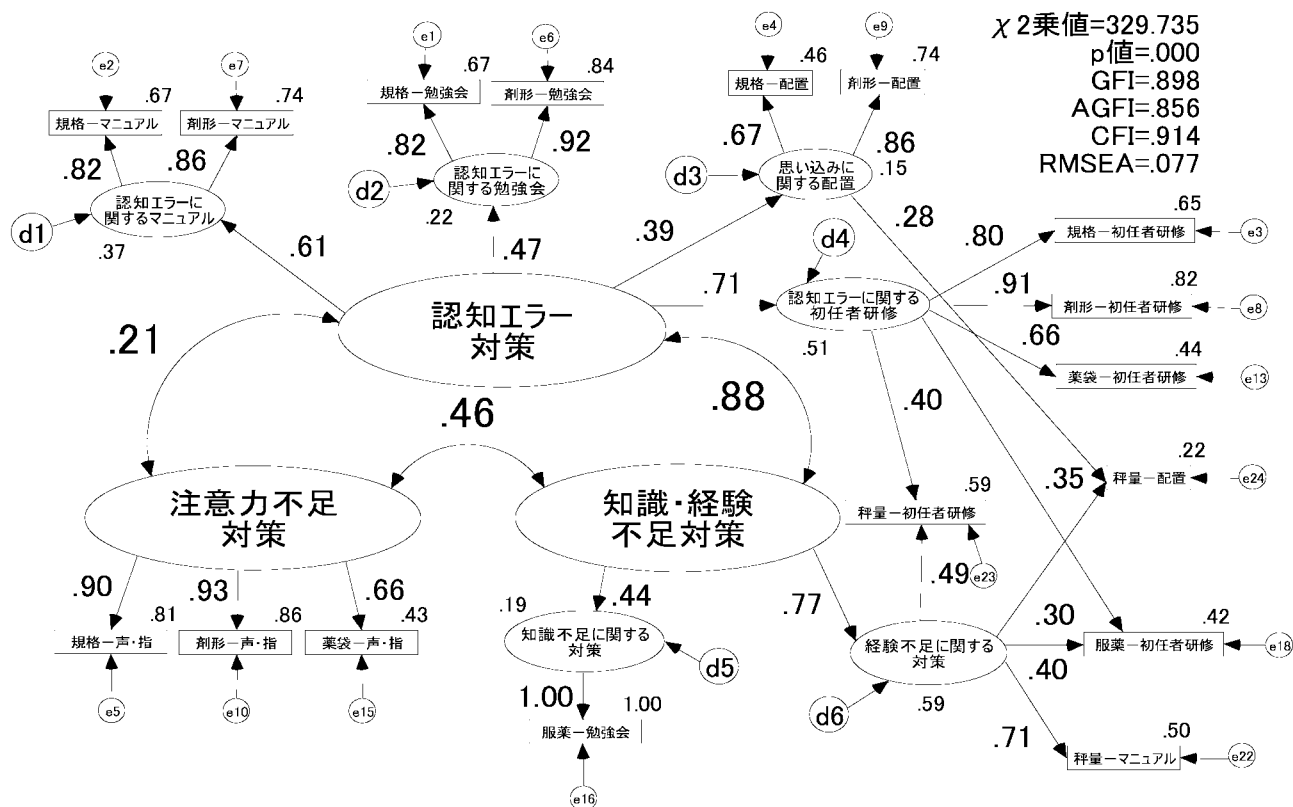 χ2乗値=329.735
p値=.000
GFI=.898
AGFI=.856
CFI=.914
RMSEA=.077
e2
e7
.67
.74
規格－マニュアル
剤形－マニュアル
.82
.86
認知エラーに
関するマニュアル
d1
.37
.61
e1
e6
.67
.84
規格－勉強会
剤形－勉強会
.82
.92
認知エラーに
関する勉強会
d2
.22
.47
e4
e9
.46
.74
規格－配置
剤形－配置
.67
.86
思い込みに
関する配置
d3
.15
.39
.28
d4
.71
認知エラーに関する
初任者研修
.51
.80
.65
規格－初任者研修
e3
.91
.82
剤形－初任者研修
e8
.66
.44
薬袋－初任者研修
e13
認知エラー
対策
.21
.46
.88
.40
.35
.22
秤量－配置
e24
注意力不足
対策
知識・経験
不足対策
.59
秤量－初任者研修
e23
.49
.90
.93
.66
.81
.86
.43
規格－声・指
剤形－声・指
薬袋－声・指
e5
e10
e15
.44
.19
知識不足に関する
対策
d5
1.00
1.00
服薬－勉強会
e16
.77
経験不足に関する
対策
d6
.59
.30
.40
.42
服薬－初任者研修
e18
.71
.50
秤量－マニュアル
e22